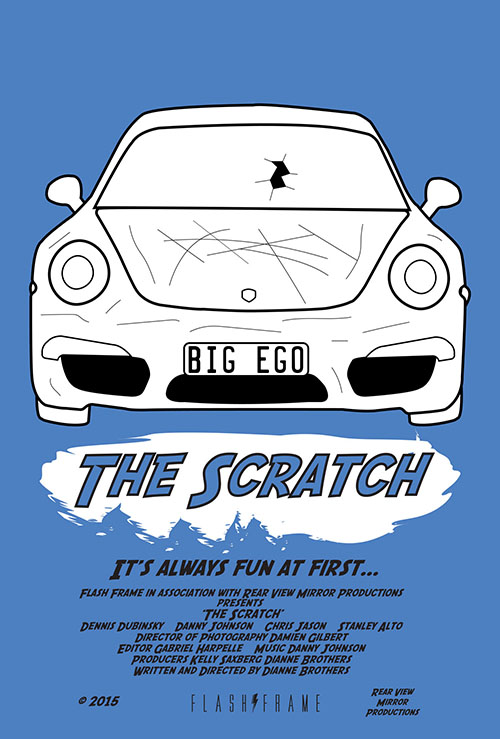 BIG EGO
THE SCRATCH
IT'S ALWAYS FUN AT FIRST...
FLASH FRAME IN ASSOCIATION WITH REAR VIEW MIRROR PRODUCTIONS
PRESENTS
'THE SCRATCH'
DENNIS DUBINSKY DANNY JOHNSON CHRIS JASON STANLEY ALTO
DIRECTOR OF PHOTOGRAPHY DAMIEN GILBERT
EDITOR GABRIEL HARPELLE MUSIC DANNY JOHNSON
PRODUCERS KELLY SAXBERG DIANNE BROTHERS
WRITTEN AND DIRECTED BY DIANNE BROTHERS
© 2015
FLASH FRAME
REAR VIEW
MIRROR
PRODUCTIONS